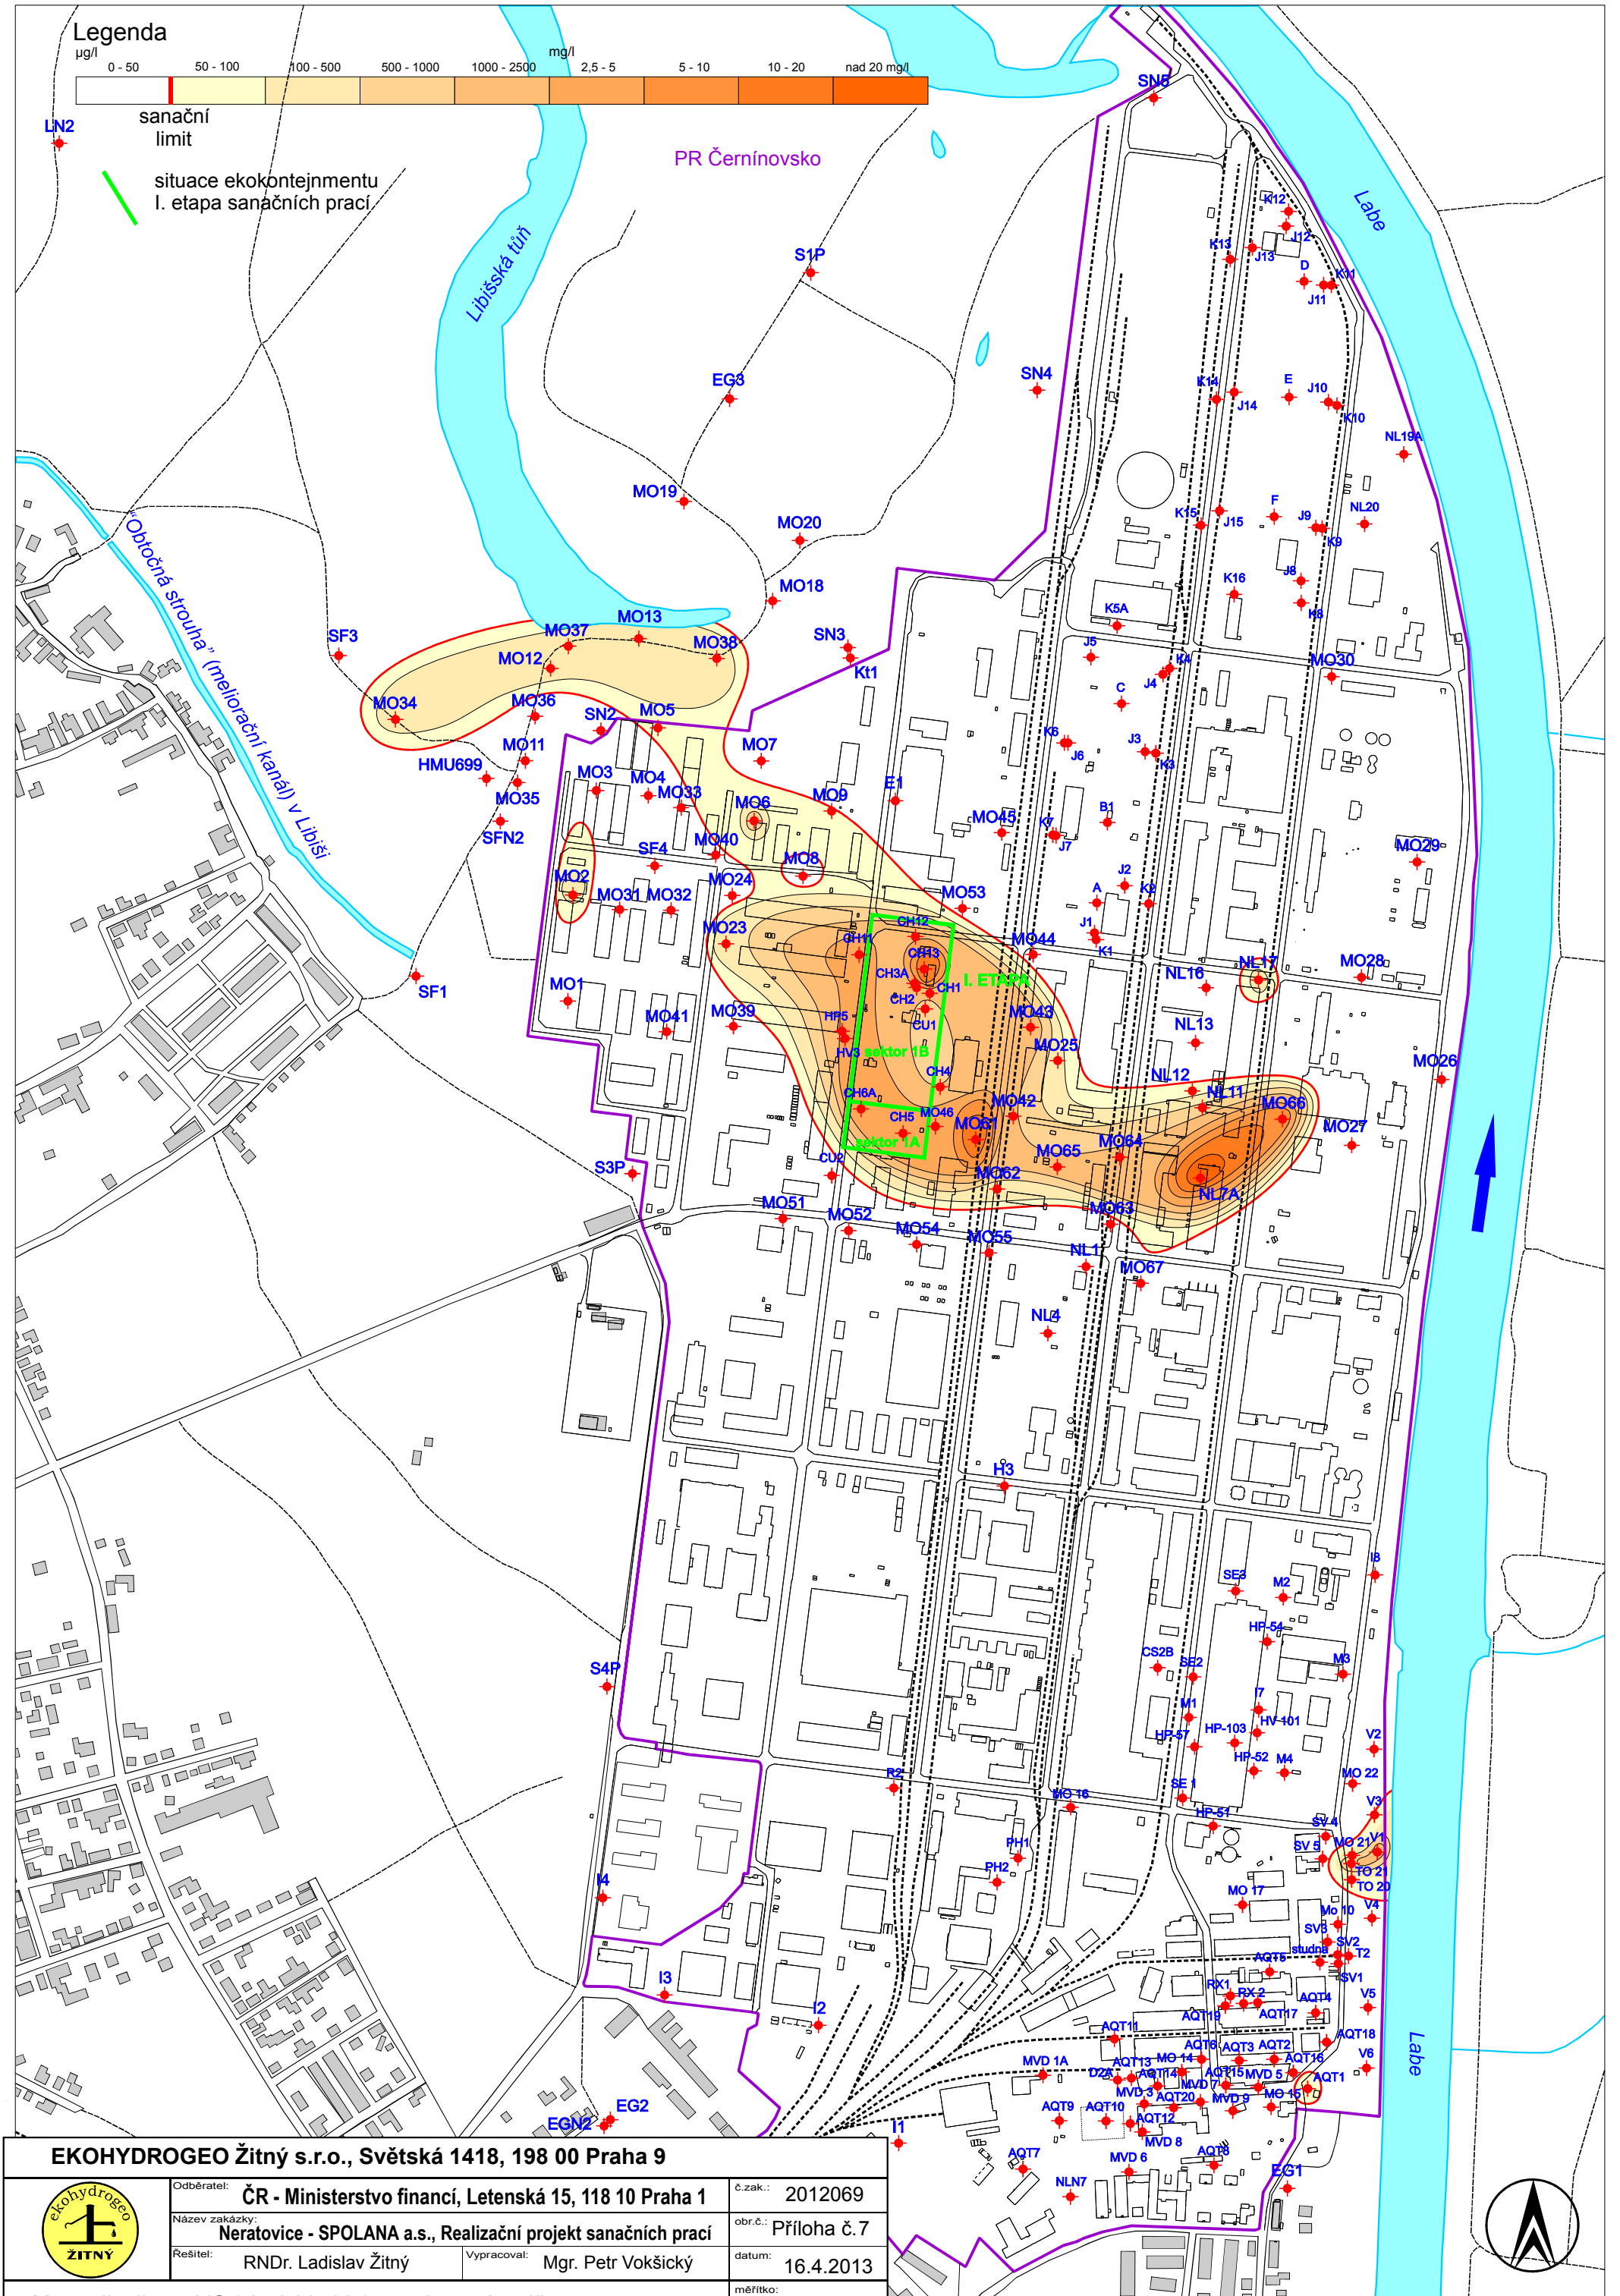 Legenda
µg/l
mg/l
0 - 50
50 - 100
100 - 500
500 - 1000
1000 - 2500
2,5 - 5
5 - 10
10 - 20
nad 20 mg/l
sanační
limit
situace ekokontejnmentu
I. etapa sanačních prací
PR Černínovsko
Libišská tůň
Labe
"Obtočná strouha" (meliorační kanál) v Libiši
LN2
SN5
S1P
K12
J12
K13
J13
D
K11
J11
EG3
SN4
K14
J14
E
J10
K10
NL19A
MO19
MO20
K15
J15
F
J9
K9
NL20
MO18
K16
J8
K8
K5A
SF3
MO37
MO13
MO38
MO12
SN3
Kt1
J5
K4
J4
MO30
MO34
MO36
SN2
MO5
C
MO11
MO7
K6
J6
J3
K3
HMU699
MO35
MO3
MO4
MO33
E1
SFN2
MO6
MO9
MO45
K7
J7
B1
MO40
SF4
MO8
MO29
MO2
MO24
J2
A
K2
MO31
MO32
MO53
MO23
CH12
J1
K1
CH11
CH13
MO44
I. ETAPA
SF1
CH3A
CH2
CH1
NL16
NL17
MO28
MO1
MO39
MO41
HP5
CU1
MO43
NL13
HV3
sektor 1B
MO25
CH4
NL12
NL11
MO26
CH6A
CH5
MO46
MO42
MO66
MO61
sektor 1A
MO27
S3P
CU2
MO65
MO64
MO62
NL7A
MO51
MO52
MO54
MO55
MO63
NL1
MO67
NL4
H3
I8
SE3
M2
HP-54
CS2B
SE2
M3
S4P
M1
I7
HP-57
HP-103
HV-101
V2
HP-52
M4
MO 22
R2
MO 16
SE 1
HP-51
V3
SV 4
MO 21
V1
SV 5
TO 21
TO 20
PH1
PH2
I4
MO 17
Mo 10
V4
SV3
SV2
studna
T2
SV1
AQT5
I3
RX1
RX 2
AQT19
AQT17
AQT4
V5
I2
AQT11
AQT18
AQT6
AQT3
AQT2
MVD 1A
AQT13
MO 14
AQT16
V6
D2A
AQT14
AQT15
MVD 5
AQT1
MVD 3
MVD 7
MO 15
AQT20
MVD 9
EGN2
EG2
AQT9
AQT10
AQT12
I1
MVD 8
AQT7
MVD 6
AQT8
NLN7
EG1
Labe
EKOHYDROGEO Žitný s.r.o., Světská 1418, 198 00 Praha 9
ekohydrogeo
ŽITNÝ
Odběratel:
ČR - Ministerstvo financí, Letenská 15, 118 10 Praha 1
č.zak.:
2012069
Název zakázky:
Neratovice - SPOLANA a.s., Realizační projekt sanačních prací
obr.č.:
Příloha č.7
Řešitel:
RNDr. Ladislav Žitný
Vypracoval:
Mgr. Petr Vokšický
datum:
16.4.2013
měřítko: